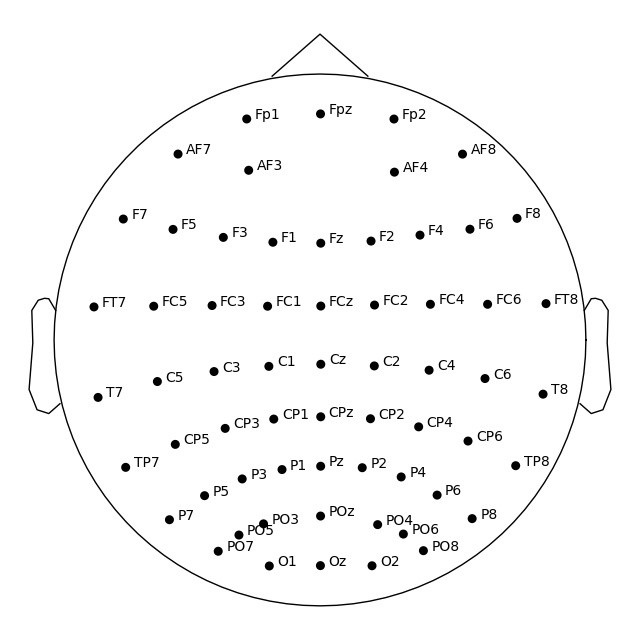 Fp1 Fpz Fp2
AF7 AF8
AF3 AF4
F7 F5 F3 F1 Fz F2 F4 F6 F8
FT7 FC5 FC3 FC1 FCz FC2 FC4 FC6 FT8
T7 C5 C3 C1 Cz C2 C4 C6 T8
TP7 CP5 CP3 CP1 CPz CP2 CP4 CP6 TP8
P7 P5 P3 P1 Pz P2 P4 P6 P8
PO7 PO5 PO3 POz PO4 PO6 PO8
O1 Oz O2